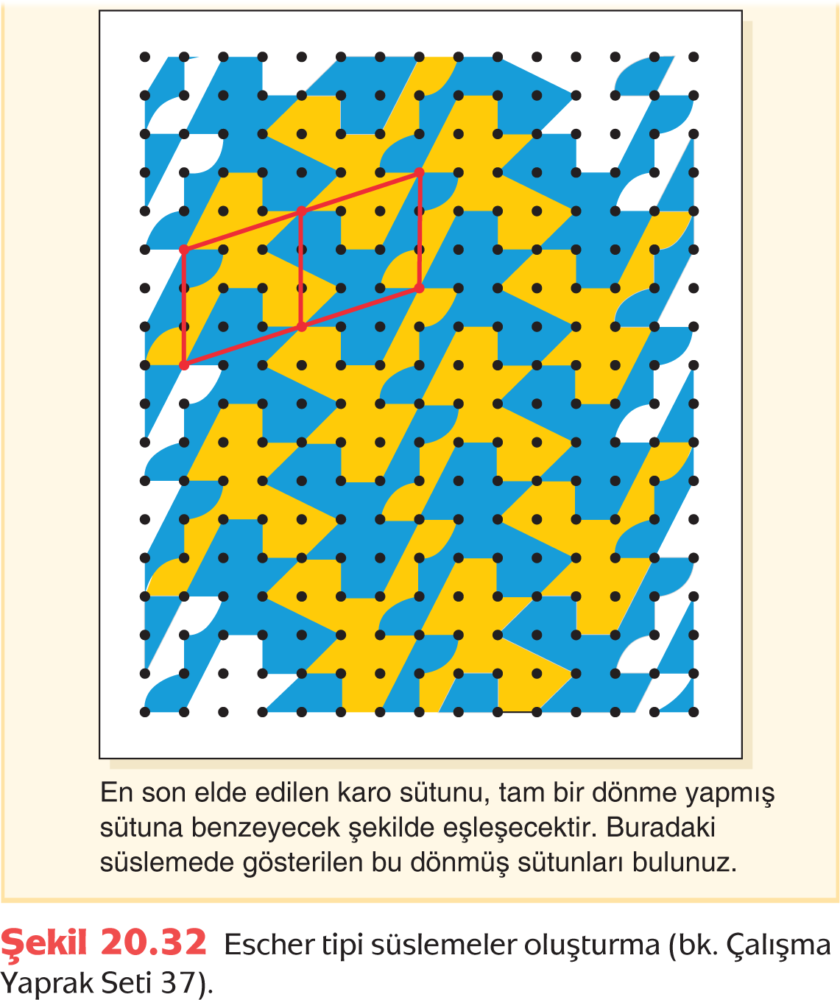 En son elde edilen karo sütunu, tam bir dönme yapmış
sütuna benzeyecek şekilde eşleşecektir. Buradaki
süslemede gösterilen bu dönmüş sütunları bulunuz.
Şekil 20.32 Escher tipi süslemeler oluşturma (bk. Çalışma
Yaprak Seti 37).